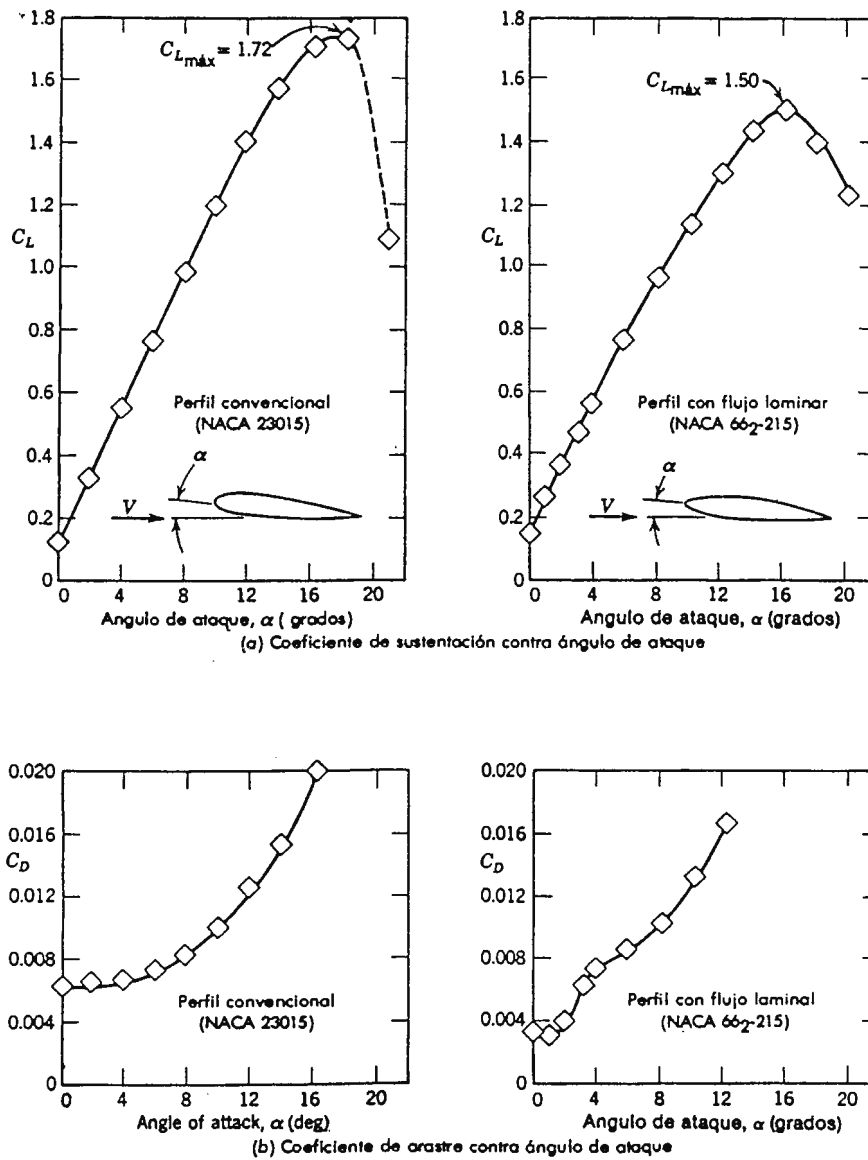 1.8
1.6
1.4
1.2
C_L
1.0
0.8
0.6
0.4
0.2
0
C_Lmáx = 1.72
Perfil convencional
(NACA 23015)
α
V
0 4 8 12 16 20
Angulo de ataque, α ( grados)
1.8
1.6
1.4
1.2
C_L
1.0
0.8
0.6
0.4
0.2
0
C_Lmáx = 1.50
Perfil con flujo laminar
(NACA 66₂-215)
α
V
0 4 8 12 16 20
Angulo de ataque, α (grados)
(a) Coeficiente de sustentación contra ángulo de ataque
0.020
0.016
C_D
0.012
0.008
0.004
0
Perfil convencional
(NACA 23015)
0 4 8 12 16 20
Angle of attack, α (deg)
0.020
0.016
C_D
0.012
0.008
0.004
0
Perfil con flujo laminal
(NACA 66₂-215)
0 4 8 12 16 20
Angulo de ataque, α (grados)
(b) Coeficiente de arastre contra ángulo de ataque